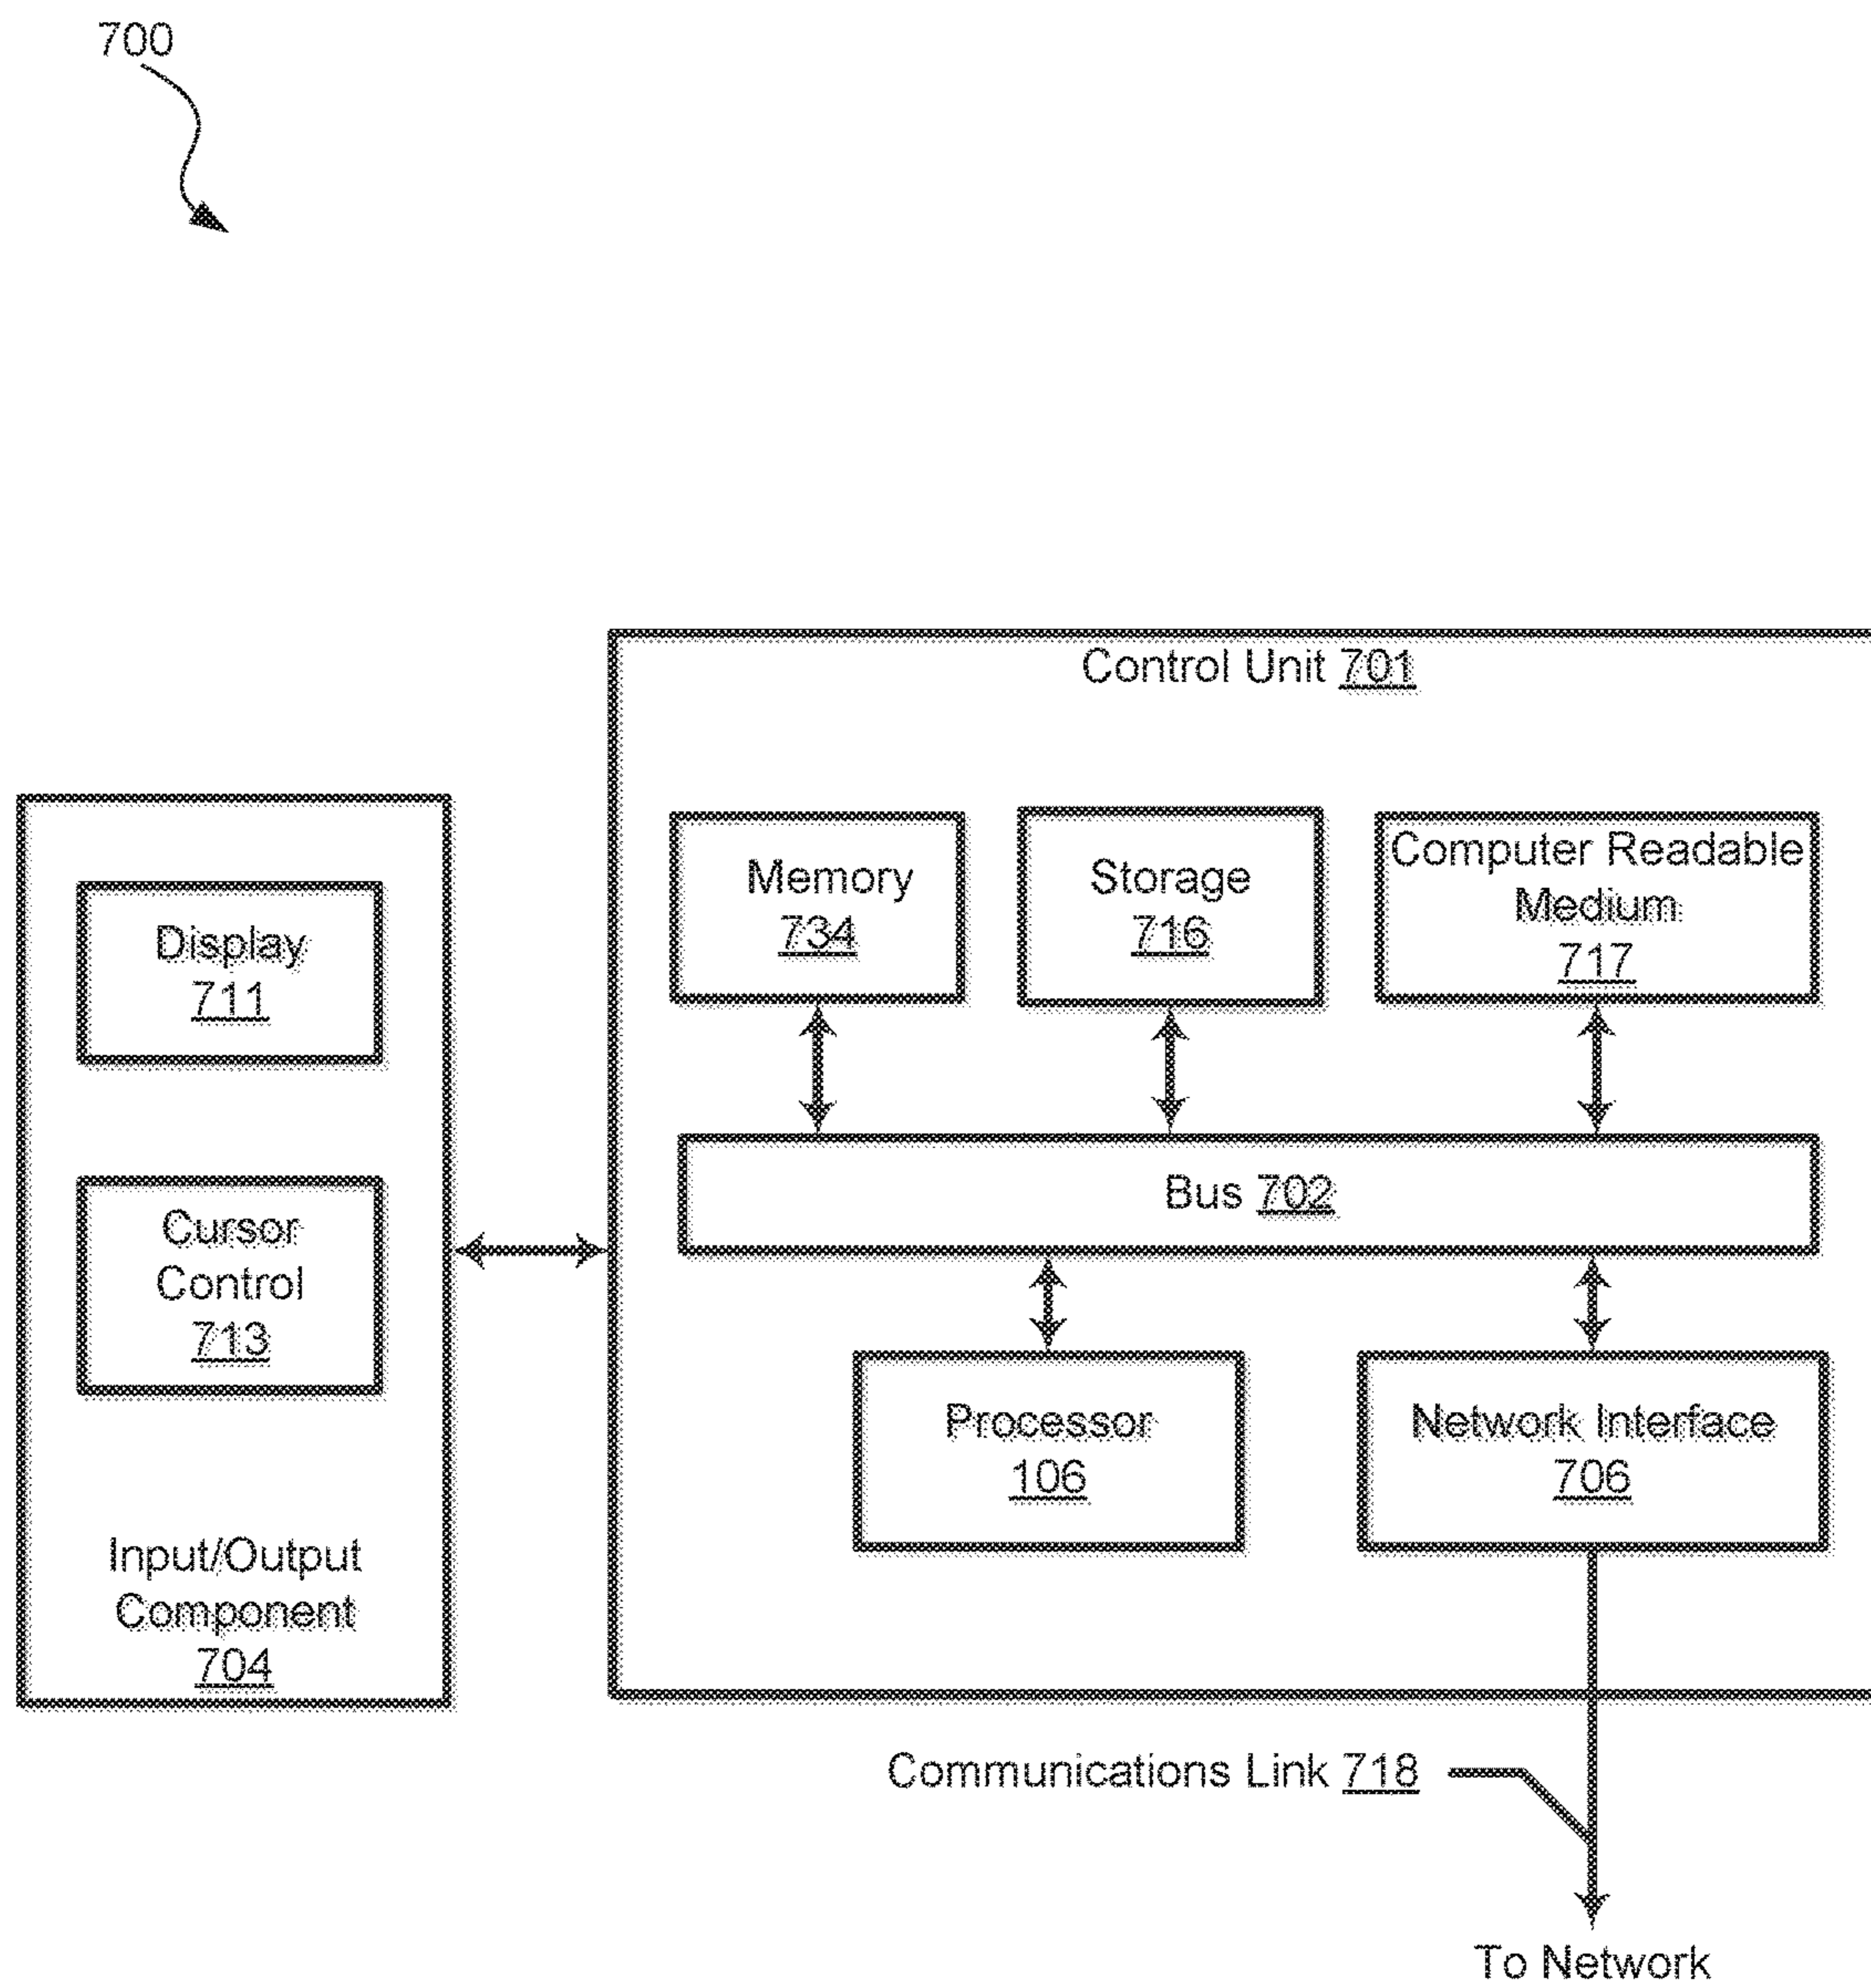 700
Control Unit 701
Memory
734
Storage
716
Computer Readable
Medium
717
Display
711
Bus 702
Cursor
Control
713
Processor
106
Network Interface
706
Input/Output
Component
704
Communications Link 718
To Network